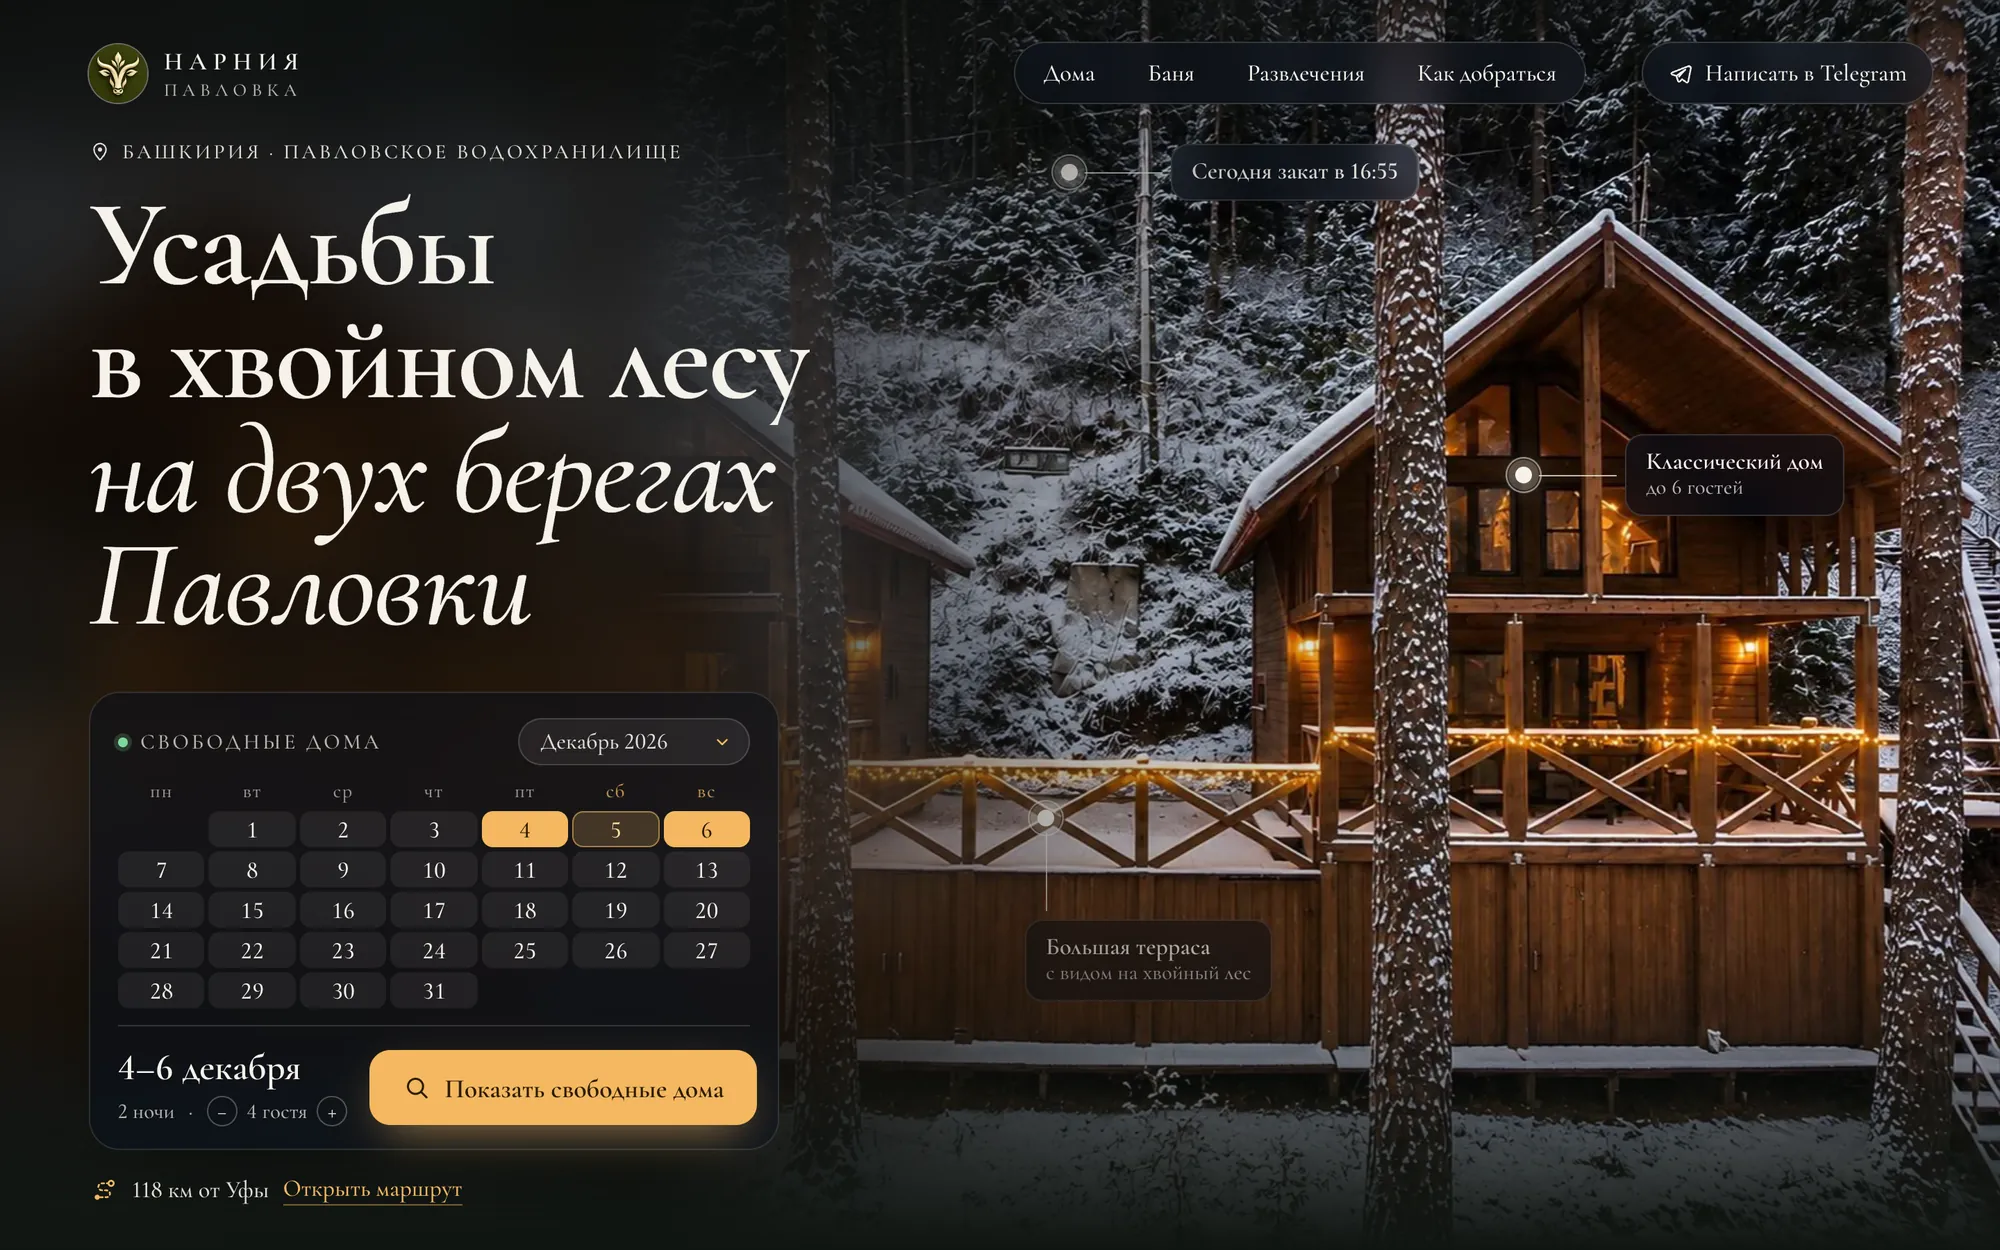 НАРНИЯ
ПАВЛОВКА
Дома Баня Развлечения Как добраться
Написать в Telegram
БАШКИРИЯ · ПАВЛОВСКОЕ ВОДОХРАНИЛИЩЕ
Сегодня закат в 16:55
Усадьбы
в хвойном лесу
на двух берегах
Павловки
Классический дом
до 6 гостей
СВОБОДНЫЕ ДОМА
Декабрь 2026
пн вт ср чт пт сб вс
1 2 3 4 5 6
7 8 9 10 11 12 13
14 15 16 17 18 19 20
21 22 23 24 25 26 27
28 29 30 31
Большая терраса
с видом на хвойный лес
4–6 декабря
2 ночи · − 4 гостя +
Показать свободные дома
118 км от Уфы Открыть маршрут